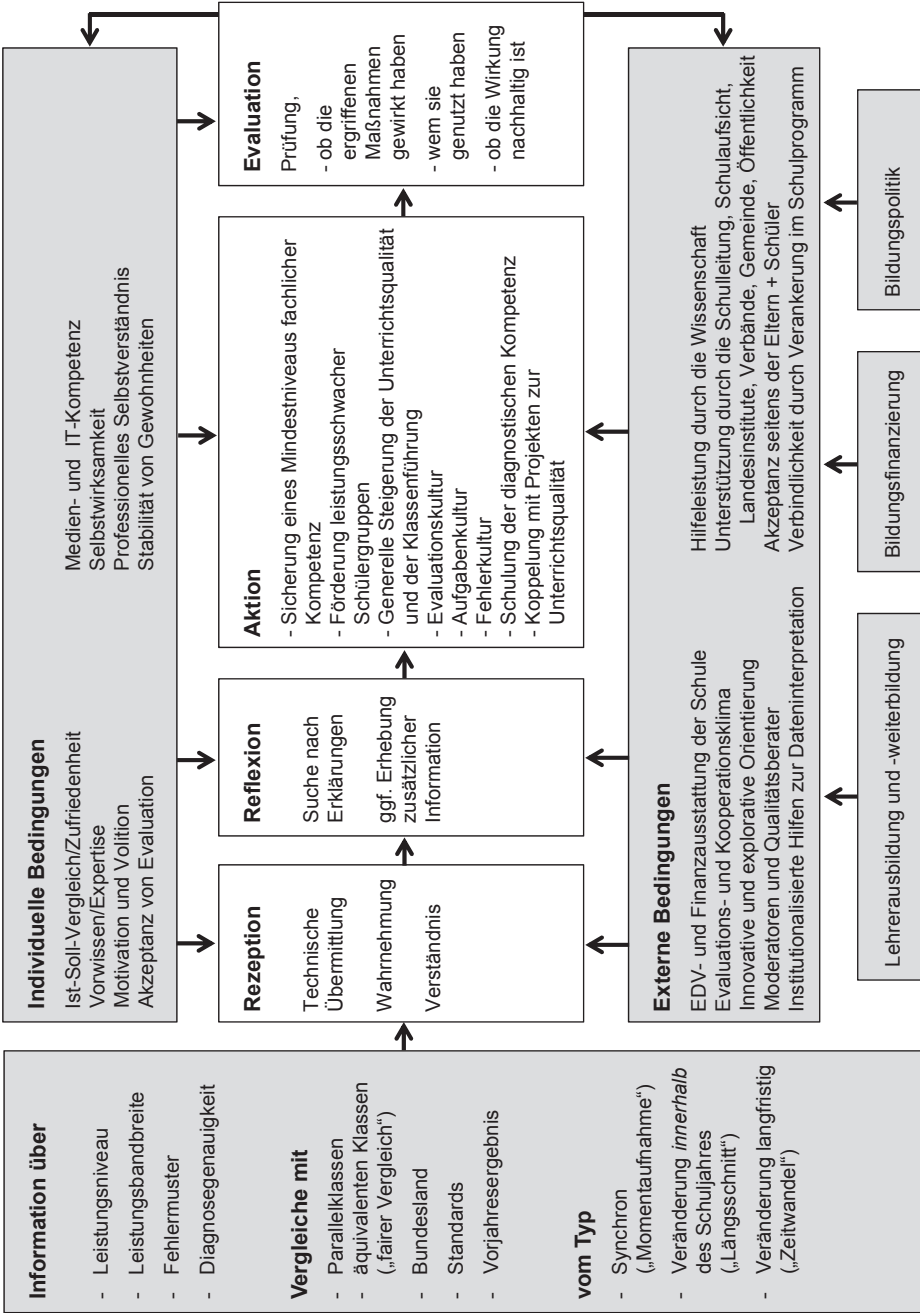 Information über
- Leistungsniveau
- Leistungsbandbreite
- Fehlermuster
- Diagnosegenauigkeit
Vergleiche mit
- Parallelklassen
äquivalenten Klassen
(„fairer Vergleich“)
- Bundesland
- Standards
- Vorjahresergebnis
vom Typ
- Synchron
(„Momentaufnahme“)
- Veränderung innerhalb
des Schuljahres
(„Längsschnitt“)
- Veränderung langfristig
(„Zeitwandel“)
Individuelle Bedingungen
Ist-Soll-Vergleich/Zufriedenheit
Vorwissen/Expertise
Motivation und Volition
Akzeptanz von Evaluation
Medien- und IT-Kompetenz
Selbstwirksamkeit
Professionelles Selbstverständnis
Stabilität von Gewohnheiten
Rezeption
Technische
Übermittlung
Wahrnehmung
Verständnis
Reflexion
Suche nach
Erklärungen
ggf. Erhebung
zusätzlicher
Information
Aktion
- Sicherung eines Mindestniveaus fachlicher
Kompetenz
- Förderung leistungsschwacher
Schülergruppen
- Generelle Steigerung der Unterrichtsqualität
und der Klassenführung
- Evaluationskultur
- Aufgabenkultur
- Fehlerkultur
- Schulung der diagnostischen Kompetenz
- Koppelung mit Projekten zur
Unterrichtsqualität
Evaluation
Prüfung,
- ob die
ergriffenen
Maßnahmen
gewirkt haben
- wem sie
genutzt haben
- ob die Wirkung
nachhaltig ist
Externe Bedingungen
EDV- und Finanzausstattung der Schule
Evaluations- und Kooperationsklima
Innovative und explorative Orientierung
Moderatoren und Qualitätsberater
Institutionalisierte Hilfen zur Dateninterpretation
Hilfeleistung durch die Wissenschaft
Unterstützung durch die Schulleitung, Schulaufsicht,
Landesinstitute, Verbände, Gemeinde, Öffentlichkeit
Akzeptanz seitens der Eltern + Schüler
Verbindlichkeit durch Verankerung im Schulprogramm
Lehrerausbildung und -weiterbildung
Bildungsfinanzierung
Bildungspolitik